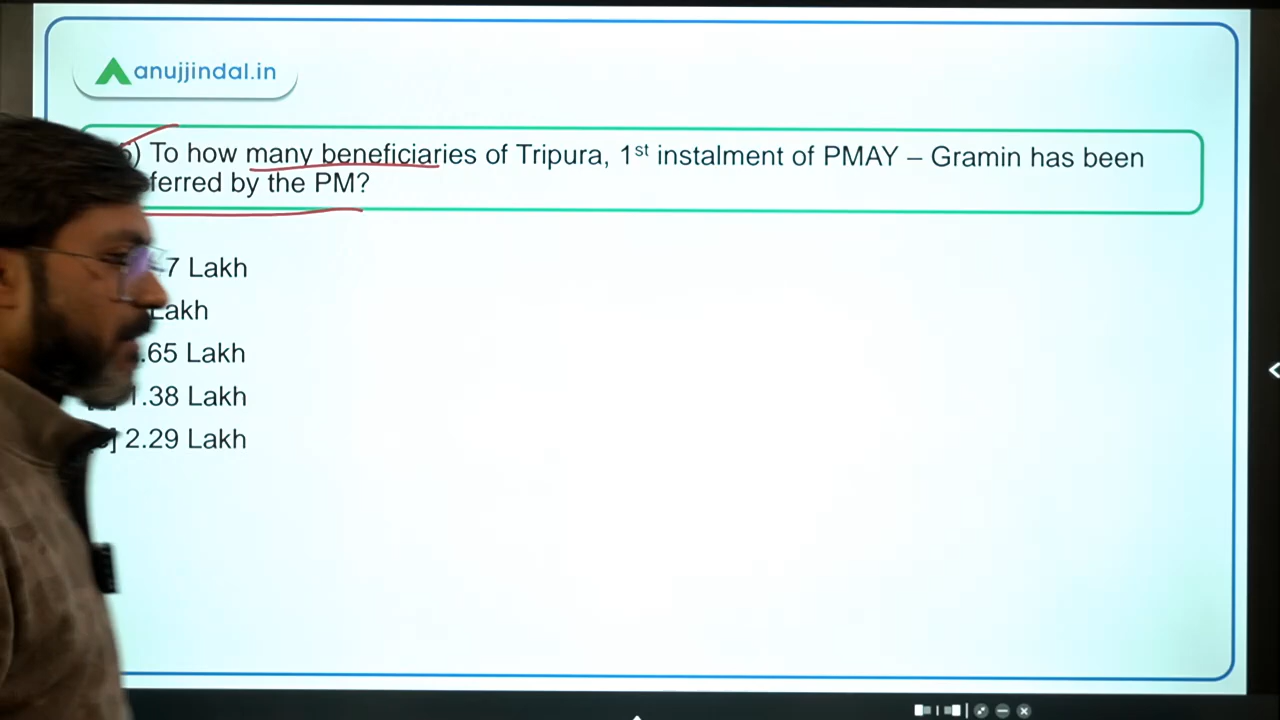 anujjindal.in
) To how many beneficiaries of Tripura, 1st instalment of PMAY – Gramin has been
ferred by the PM?
7 Lakh
Lakh
.65 Lakh
1.38 Lakh
] 2.29 Lakh